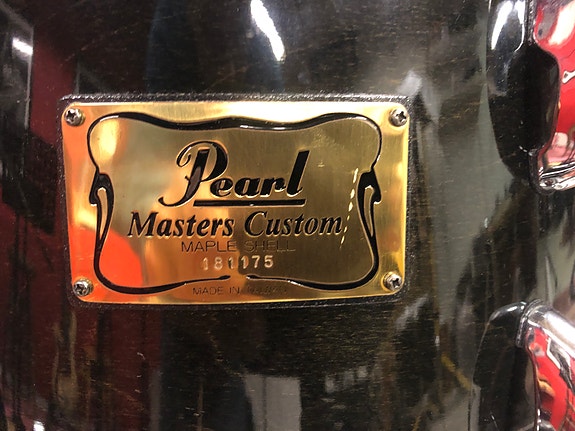 Pearl
Masters Custom
MAPLE SHELL
181175
MADE IN